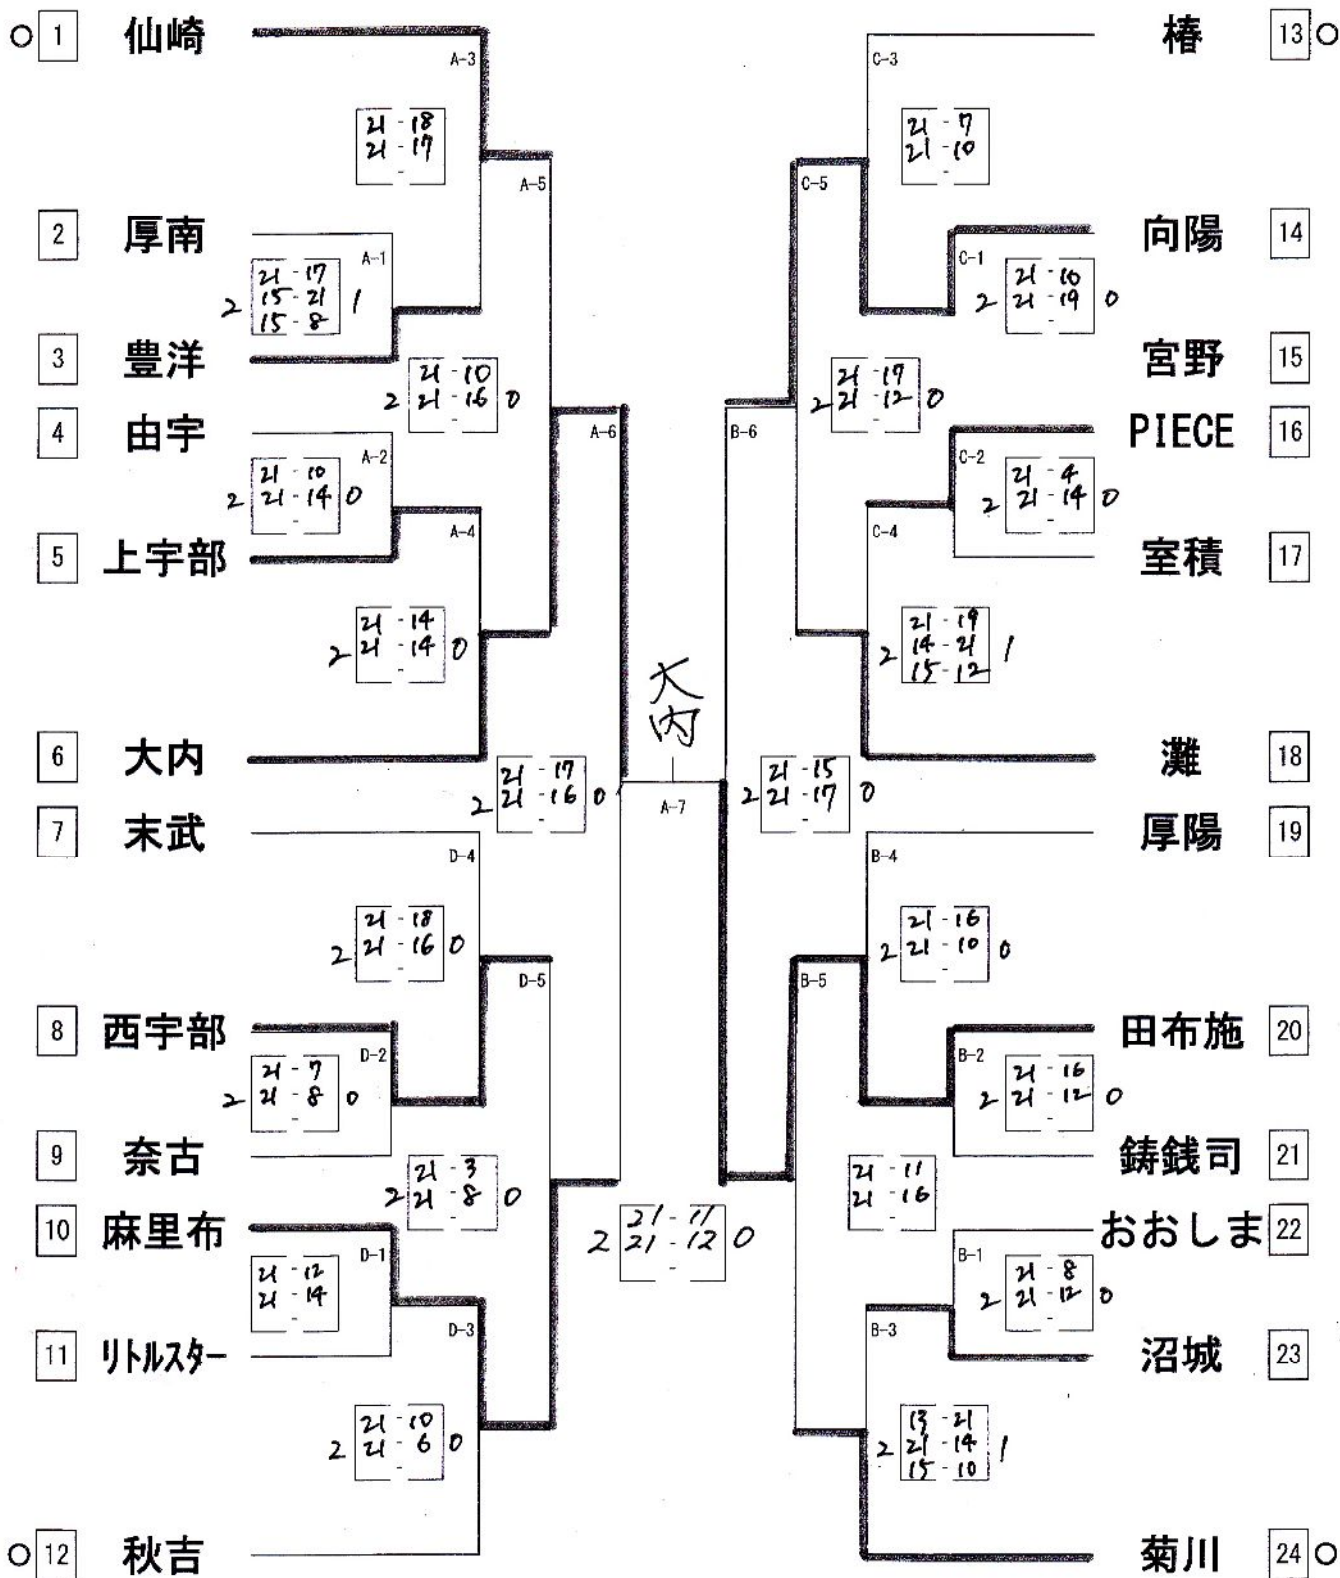 ○ 1 仙崎
A-3
21 - 18
21 - 17
-
A-5
2 厚南
A-1
21 - 17
2 15 - 21 1
15 - 8
3 豊洋
21 - 10
2 21 - 16 0
-
4 由宇
A-6
A-2
21 - 10
2 21 - 14 0
-
5 上宇部
A-4
21 - 14
2 21 - 14 0
-
6 大内
21 - 17
2 21 - 16 0
-
7 末武
D-4
21 - 18
2 21 - 16 0
-
D-5
8 西宇部
D-2
21 - 7
2 21 - 8 0
-
9 奈古
21 - 3
2 21 - 8 0
-
10 麻里布
D-1
21 - 12
21 - 14
-
11 リトルスター
D-3
21 - 10
2 21 - 6 0
-
○ 12 秋吉
大内
A-7
21 - 11
2 21 - 12 0
-
椿 13 ○
C-3
21 - 7
21 - 10
-
C-5
向陽 14
C-1
21 - 10
2 21 - 19 0
-
宮野 15
21 - 17
2 21 - 12 0
-
PIECE 16
B-6
C-2
21 - 4
2 21 - 14 0
-
室積 17
C-4
21 - 19
2 14 - 21 1
15 - 12
灘 18
21 - 15
2 21 - 17 0
-
厚陽 19
B-4
21 - 16
2 21 - 10 0
-
B-5
田布施 20
B-2
21 - 16
2 21 - 12 0
-
鋳銭司 21
21 - 11
21 - 16
-
おおしま 22
B-1
21 - 8
2 21 - 12 0
-
沼城 23
B-3
13 - 21
2 21 - 14 1
15 - 10
菊川 24 ○